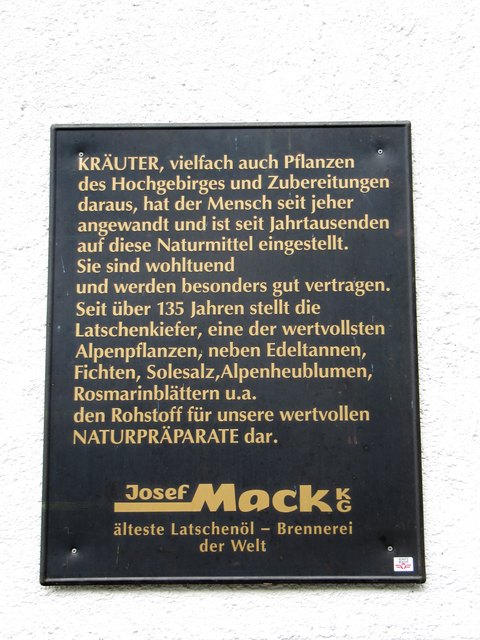 KRÄUTER, vielfach auch Pflanzen
des Hochgebirges und Zubereitungen
daraus, hat der Mensch seit jeher
angewandt und ist seit Jahrtausenden
auf diese Naturmittel eingestellt.
Sie sind wohltuend
und werden besonders gut vertragen.
Seit über 135 Jahren stellt die
Latschenkiefer, eine der wertvollsten
Alpenpflanzen, neben Edeltannen,
Fichten, Solesalz,Alpenheublumen,
Rosmarinblättern u.a.
den Rohstoff für unsere wertvollen
NATURPRÄPARATE dar.
Josef Mack KG
älteste Latschenöl – Brennerei
der Welt